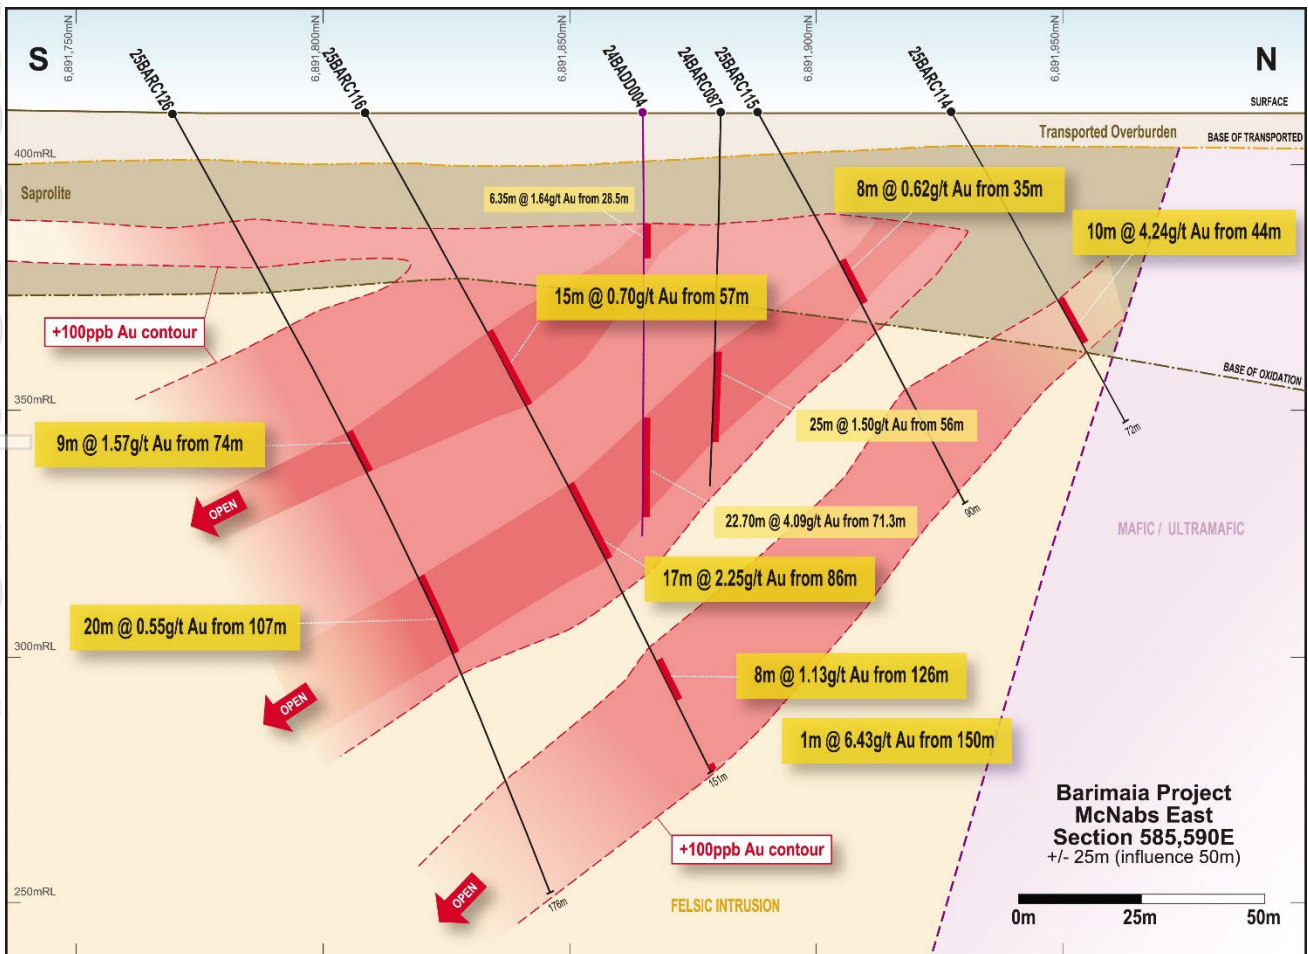 6,891,750mN
6,891,800mN
6,891,850mN
6,891,900mN
6,891,950mN
S
N
25BARC126
25BARC116
24BADD004
24BARC087
25BARC115
25BARC114
SURFACE
Transported Overburden
BASE OF TRANSPORTED
400mRL
Saprolite
6.35m @ 1.64g/t Au from 28.5m
8m @ 0.62g/t Au from 35m
10m @ 4.24g/t Au from 44m
15m @ 0.70g/t Au from 57m
+100ppb Au contour
BASE OF OXIDATION
350mRL
25m @ 1.50g/t Au from 56m
72m
9m @ 1.57g/t Au from 74m
OPEN
90m
22.70m @ 4.09g/t Au from 71.3m
MAFIC / ULTRAMAFIC
17m @ 2.25g/t Au from 86m
20m @ 0.55g/t Au from 107m
300mRL
8m @ 1.13g/t Au from 126m
OPEN
1m @ 6.43g/t Au from 150m
151m
Barimaia Project
McNabs East
Section 585,590E
+/- 25m (influence 50m)
+100ppb Au contour
250mRL
OPEN
176m
FELSIC INTRUSION
0m
25m
50m